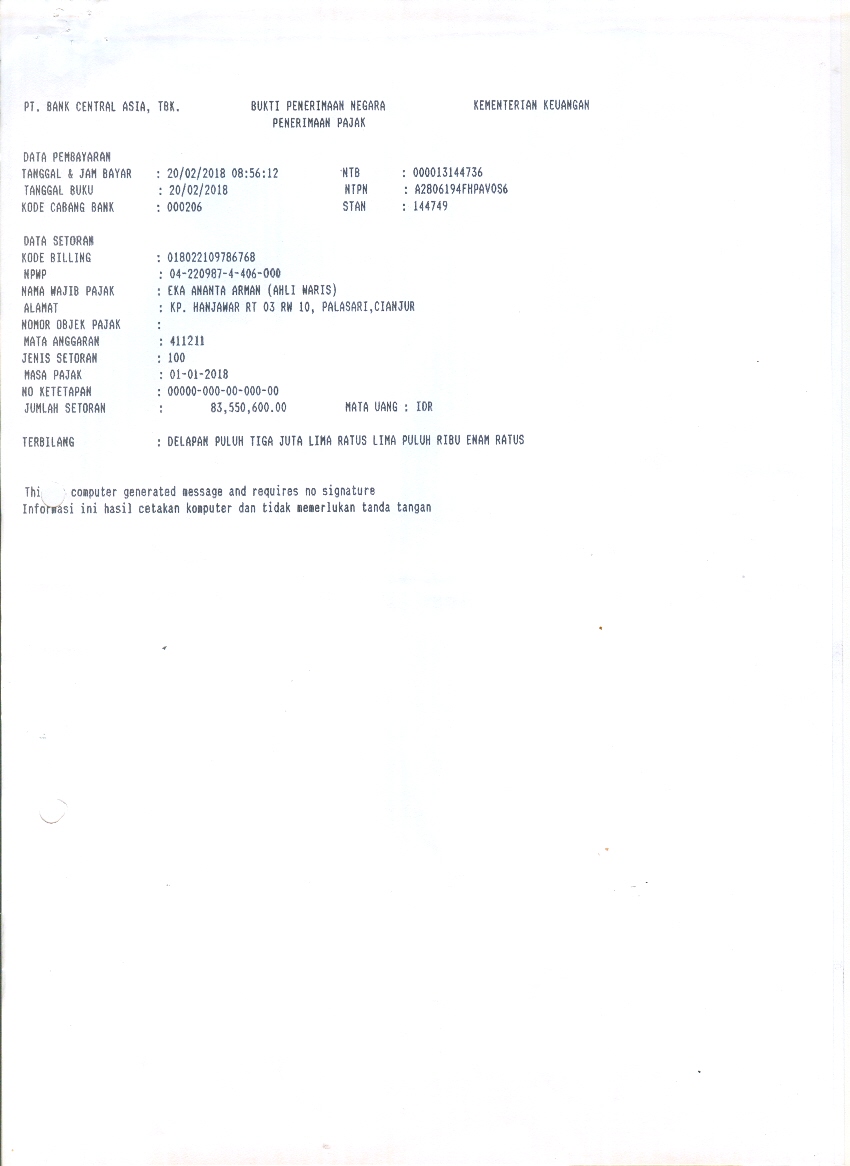 PT. BANK CENTRAL ASIA, TBK. BUKTI PENERIMAAN NEGARA KEMENTERIAN KEUANGAN
PENERIMAAN PAJAK
DATA PEMBAYARAN
TANGGAL & JAM BAYAR : 20/02/2018 08:56:12 NTB : 000013144736
TANGGAL BUKU : 20/02/2018 NTPN : A2806194FHPAVOS6
KODE CABANG BANK : 000206 STAN : 144749
DATA SETORAN
KODE BILLING : 018022109786768
NPWP : 04-220987-4-406-000
NAMA WAJIB PAJAK : EKA ANANTA ARMAN (AHLI WARIS)
ALAMAT : KP. HANJAWAR RT 03 RW 10, PALASARI,CIANJUR
NOMOR OBJEK PAJAK :
MATA ANGGARAN : 411211
JENIS SETORAN : 100
MASA PAJAK : 01-01-2018
NO KETETAPAN : 00000-000-00-000-00
JUMLAH SETORAN : 83,550,600.00 MATA UANG : IDR
TERBILANG : DELAPAN PULUH TIGA JUTA LIMA RATUS LIMA PULUH RIBU ENAM RATUS
Thi computer generated message and requires no signature
Informasi ini hasil cetakan komputer dan tidak memerlukan tanda tangan